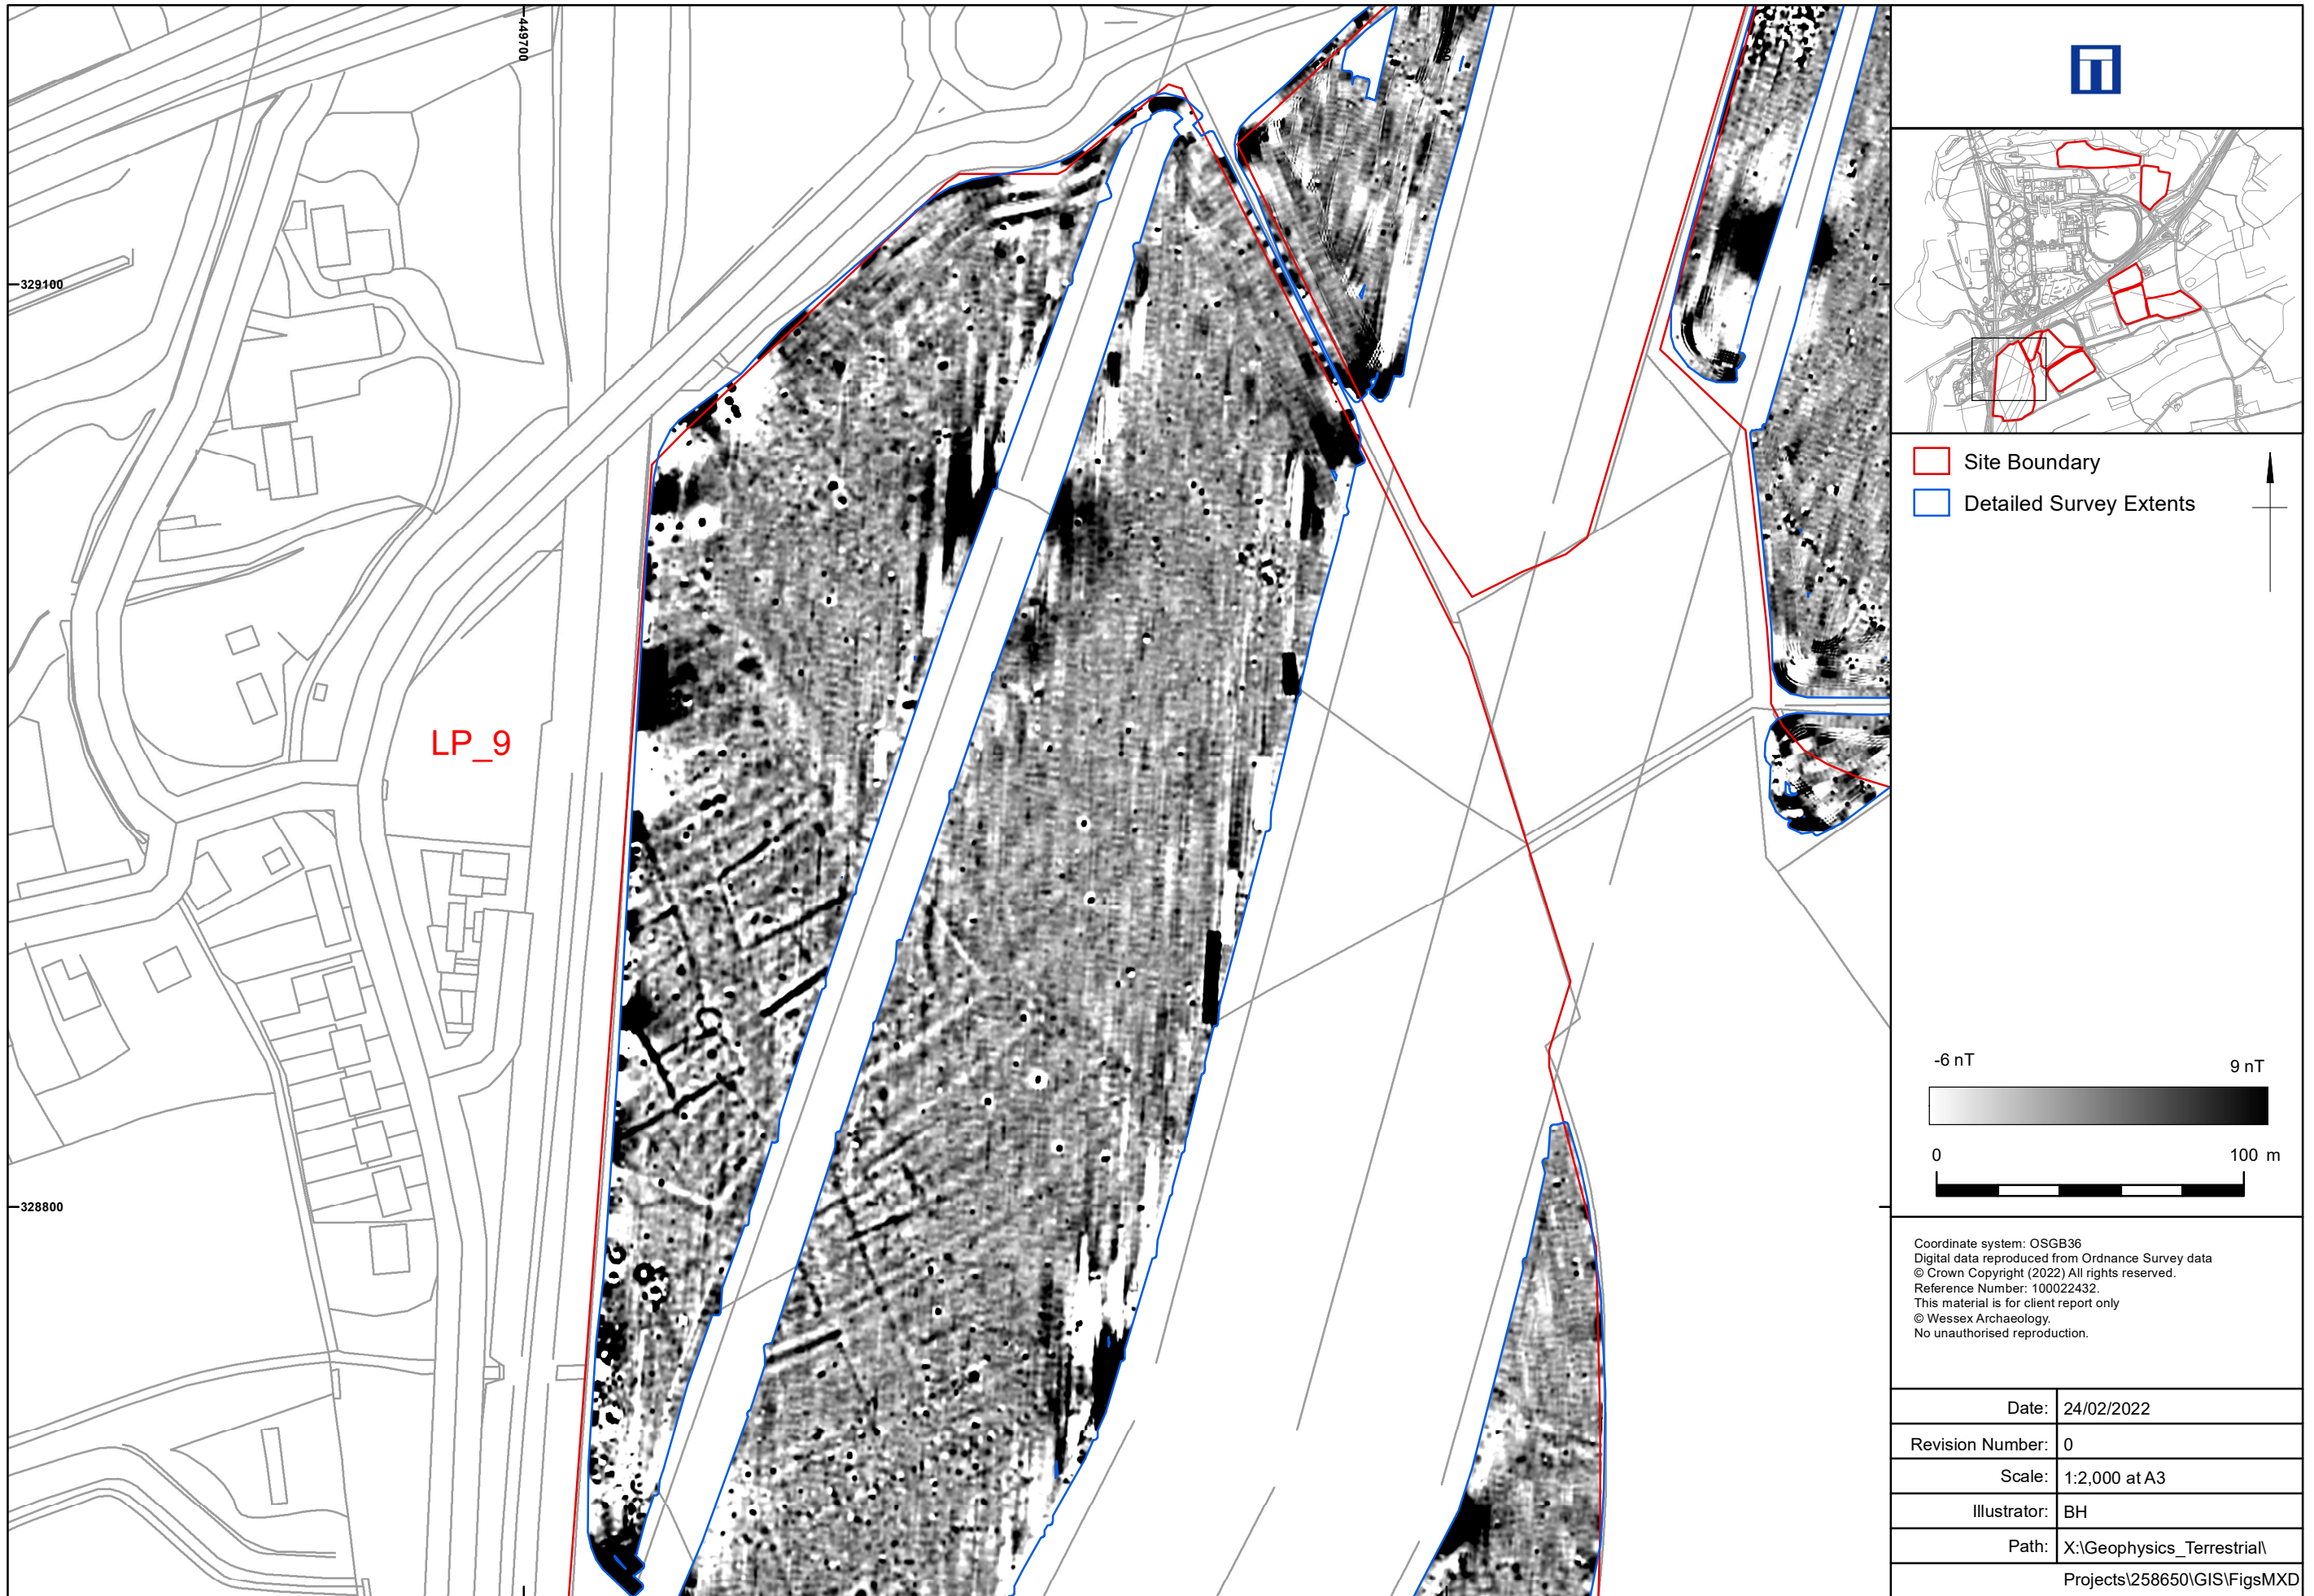 449700
329100
LP_9
328800
Site Boundary
Detailed Survey Extents
-6 nT
9 nT
0
100 m
Coordinate system: OSGB36
Digital data reproduced from Ordnance Survey data
© Crown Copyright (2022) All rights reserved.
Reference Number: 100022432.
This material is for client report only
© Wessex Archaeology.
No unauthorised reproduction.
Date: 24/02/2022
Revision Number: 0
Scale: 1:2,000 at A3
Illustrator: BH
Path: X:\Geophysics_Terrestrial\
Projects\258650\GIS\FigsMXD